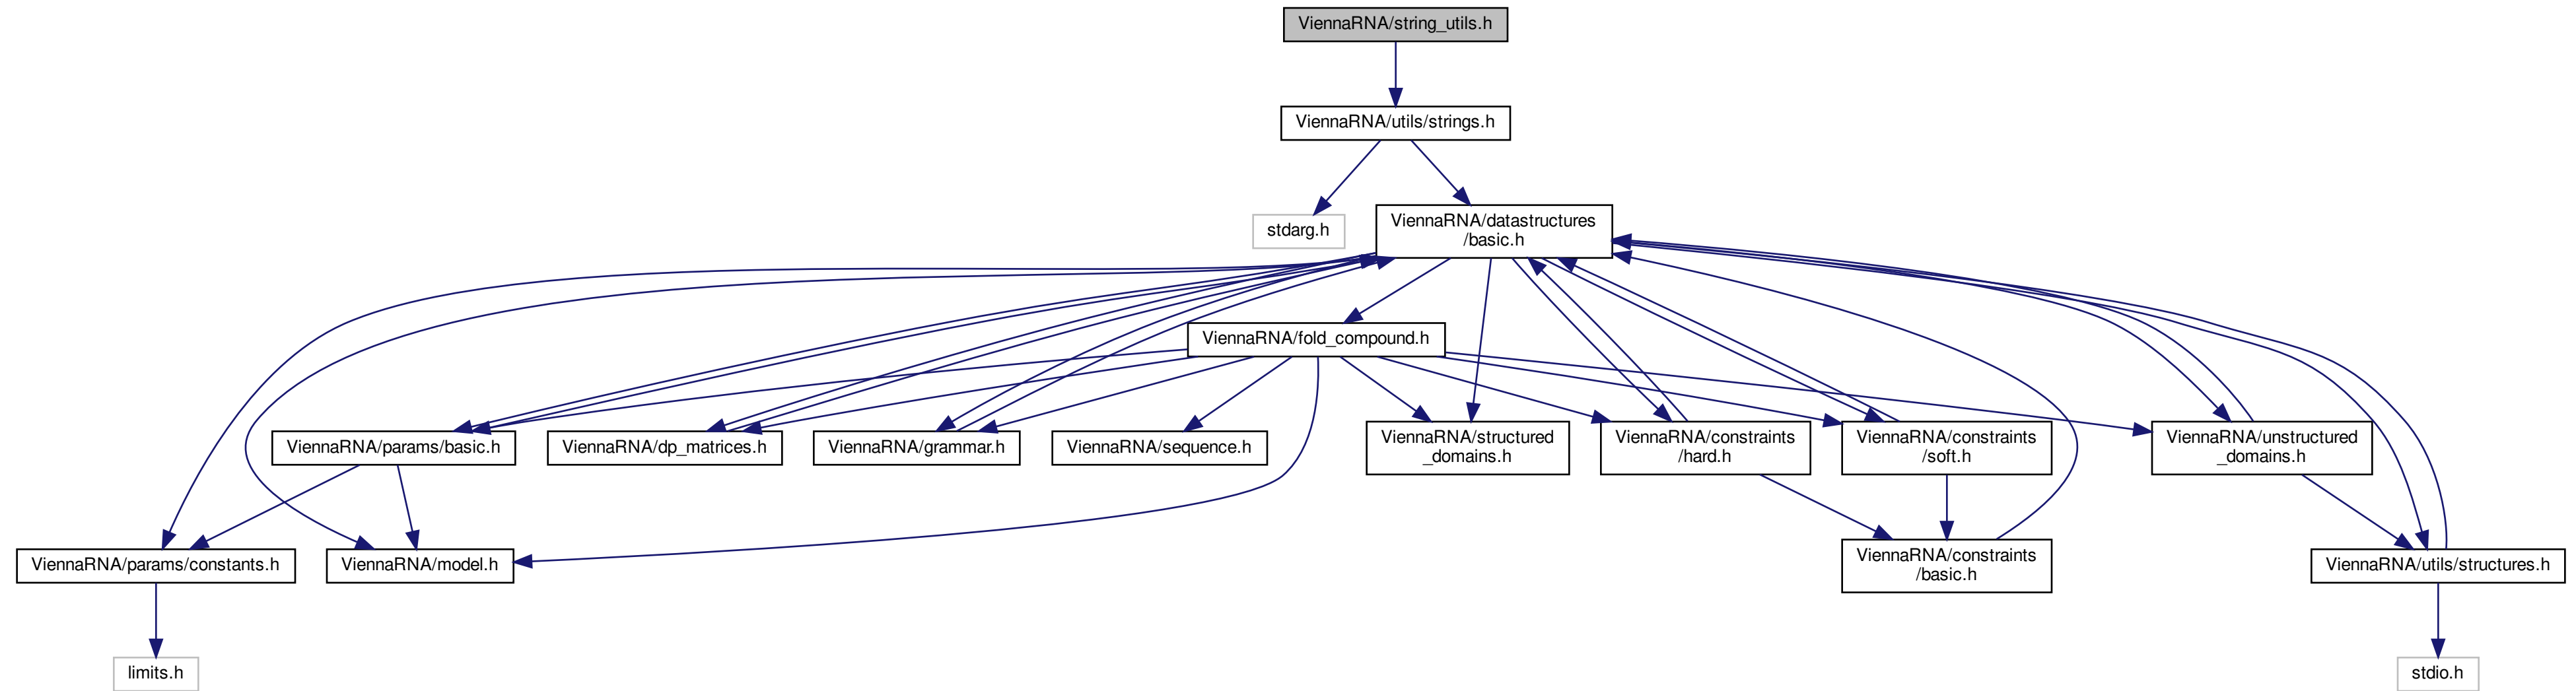 ViennaRNA/string_utils.h
ViennaRNA/utils/strings.h
stdarg.h
ViennaRNA/datastructures
/basic.h
ViennaRNA/fold_compound.h
ViennaRNA/params/basic.h
ViennaRNA/dp_matrices.h
ViennaRNA/grammar.h
ViennaRNA/sequence.h
ViennaRNA/structured
_domains.h
ViennaRNA/constraints
/hard.h
ViennaRNA/constraints
/soft.h
ViennaRNA/unstructured
_domains.h
ViennaRNA/params/constants.h
ViennaRNA/model.h
ViennaRNA/constraints
/basic.h
ViennaRNA/utils/structures.h
limits.h
stdio.h